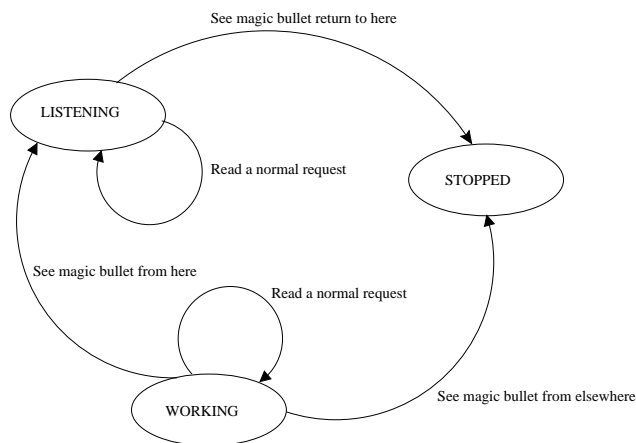 See magic bullet return to here
LISTENING
Read a normal request
STOPPED
See magic bullet from here
Read a normal request
See magic bullet from elsewhere
WORKING